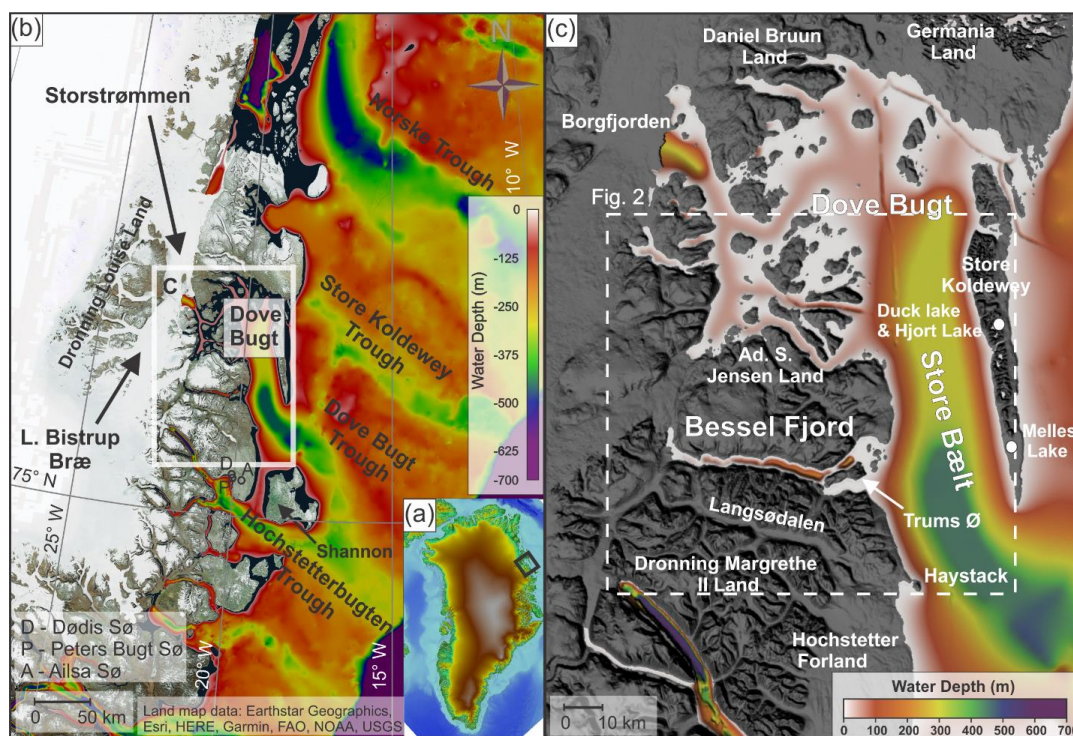 (b)
N
Storstrømmen
Norske Trough
10° W
Dronning Louise Land
C
Dove
Bugt
Store Koldewey
Trough
Dove Bugt
Trough
L. Bistrup
Bræ
75° N
25° W
D
A
Hochstetterbugten
Trough
Shannon
Water Depth (m)
0
-125
-250
-375
-500
-625
-700
(a)
D - Dødis Sø
P - Peters Bugt Sø
A - Ailsa Sø
0 50 km
20° W
15° W
Land map data: Earthstar Geographics,
Esri, HERE, Garmin, FAO, NOAA, USGS
(c)
Daniel Bruun
Land
Germania
Land
Borgfjorden
Fig. 2
Dove Bugt
Store
Koldewey
Duck lake
& Hjort Lake
Ad. S.
Jensen Land
Store Bælt
Bessel Fjord
Melles
Lake
Langsødalen
Trums Ø
Dronning Margrethe
II Land
Haystack
Hochstetter
Forland
0 10 km
Water Depth (m)
0 100 200 300 400 500 600 700